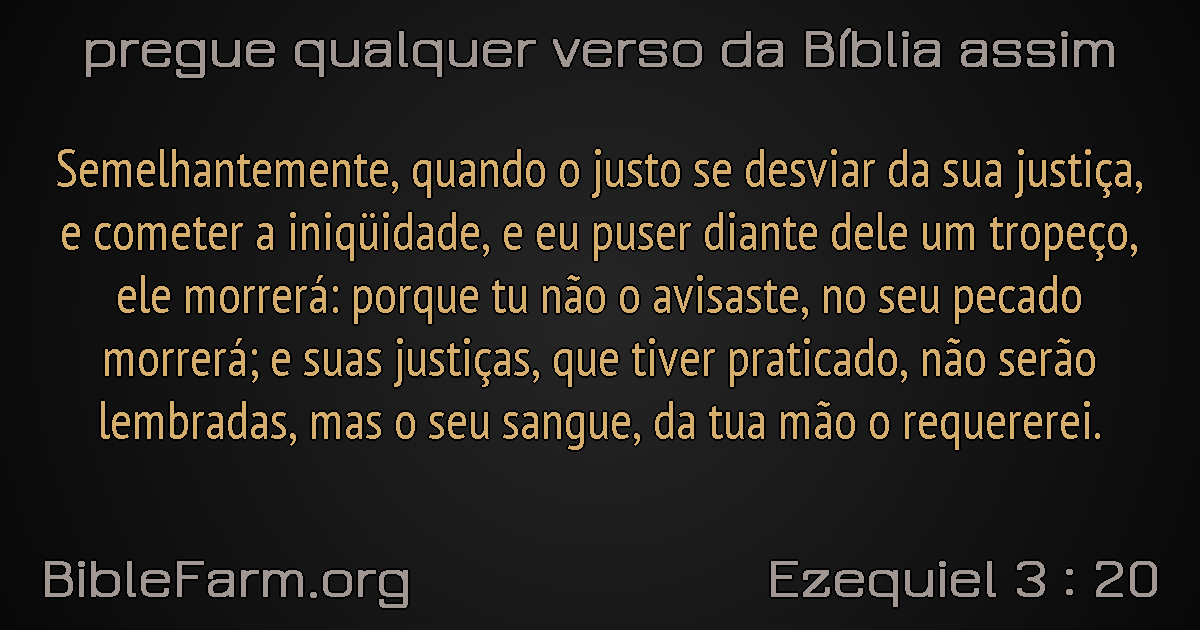 pregue qualquer verso da Bíblia assim
Semelhantemente, quando o justo se desviar da sua justiça,
e cometer a iniqüidade, e eu puser diante dele um tropeço,
ele morrerá: porque tu não o avisaste, no seu pecado
morrerá; e suas justiças, que tiver praticado, não serão
lembradas, mas o seu sangue, da tua mão o requererei.
BibleFarm.org
Ezequiel 3 : 20